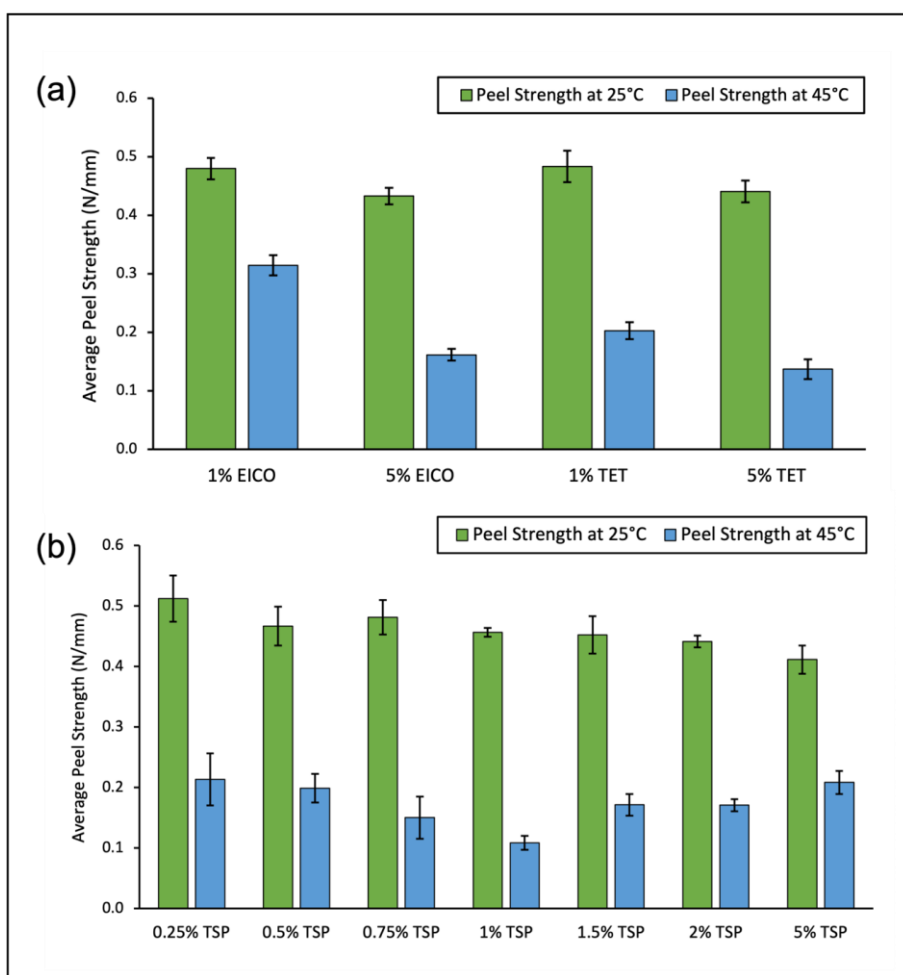 (a)
Peel Strength at 25°C Peel Strength at 45°C
Average Peel Strength (N/mm)
0.6
0.5
0.4
0.3
0.2
0.1
0.0
1% EICO 5% EICO 1% TET 5% TET
(b)
Peel Strength at 25°C Peel Strength at 45°C
Average Peel Strength (N/mm)
0.6
0.5
0.4
0.3
0.2
0.1
0.0
0.25% TSP 0.5% TSP 0.75% TSP 1% TSP 1.5% TSP 2% TSP 5% TSP